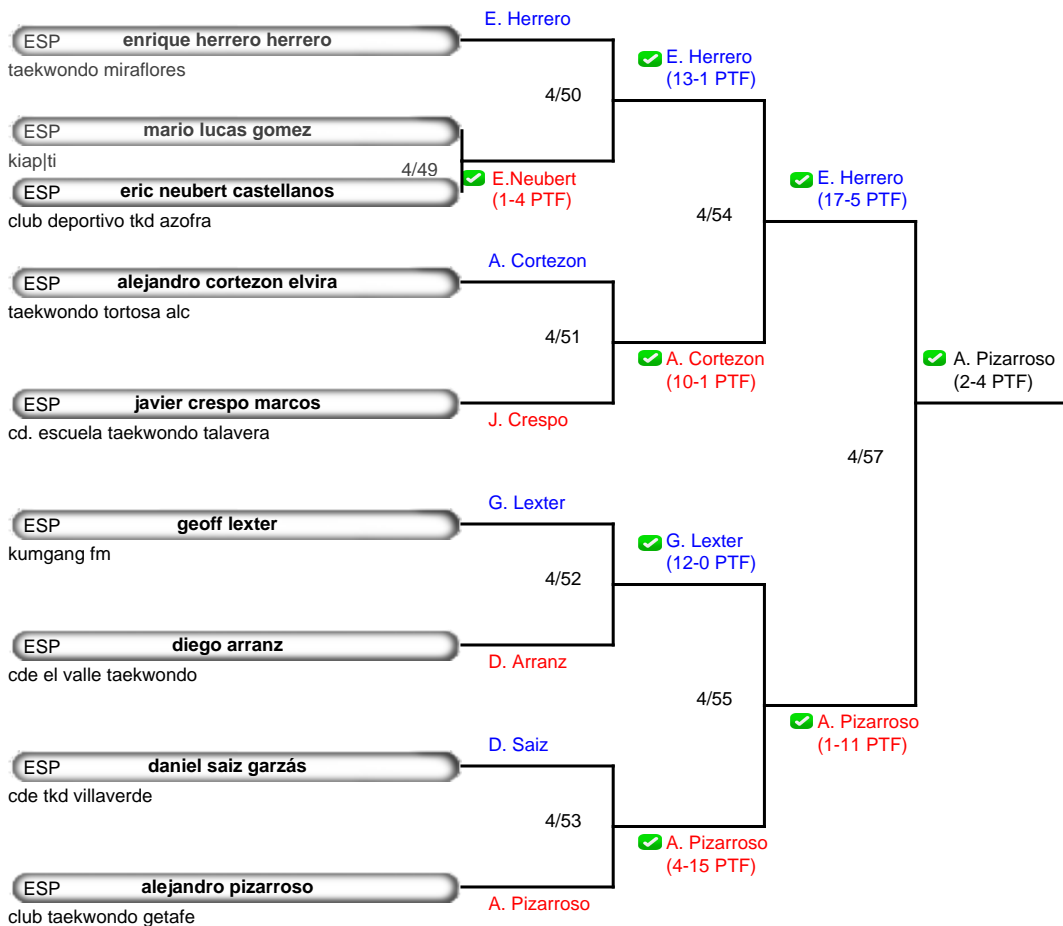 E. Herrero
ESP enrique herrero herrero
taekwondo miraflores
E. Herrero
(13-1 PTF)
4/50
ESP mario lucas gomez
kiap|ti
4/49
ESP eric neubert castellanos
club deportivo tkd azofra
E.Neubert
(1-4 PTF)
E. Herrero
(17-5 PTF)
4/54
A. Cortezon
ESP alejandro cortezon elvira
taekwondo tortosa alc
4/51
A. Cortezon
(10-1 PTF)
A. Pizarroso
(2-4 PTF)
ESP javier crespo marcos
cd. escuela taekwondo talavera
J. Crespo
4/57
G. Lexter
ESP geoff lexter
kumgang fm
G. Lexter
(12-0 PTF)
4/52
ESP diego arranz
cde el valle taekwondo
D. Arranz
4/55
A. Pizarroso
(1-11 PTF)
D. Saiz
ESP daniel saiz garzás
cde tkd villaverde
4/53
A. Pizarroso
(4-15 PTF)
ESP alejandro pizarroso
club taekwondo getafe
A. Pizarroso